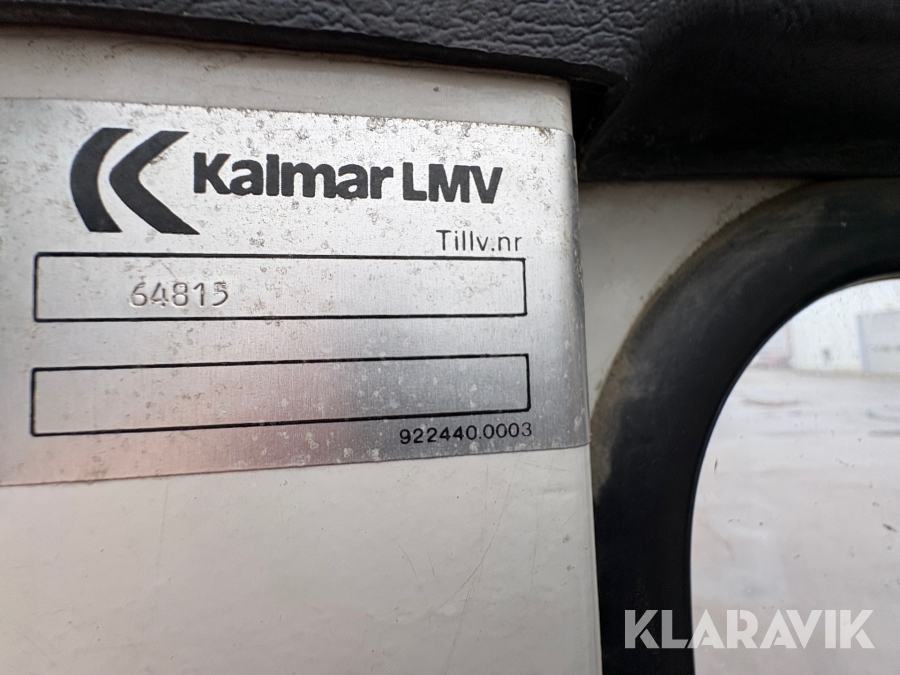 Kalmar LMV
Tillv.nr
64815
922440.0003
KLARAVIK